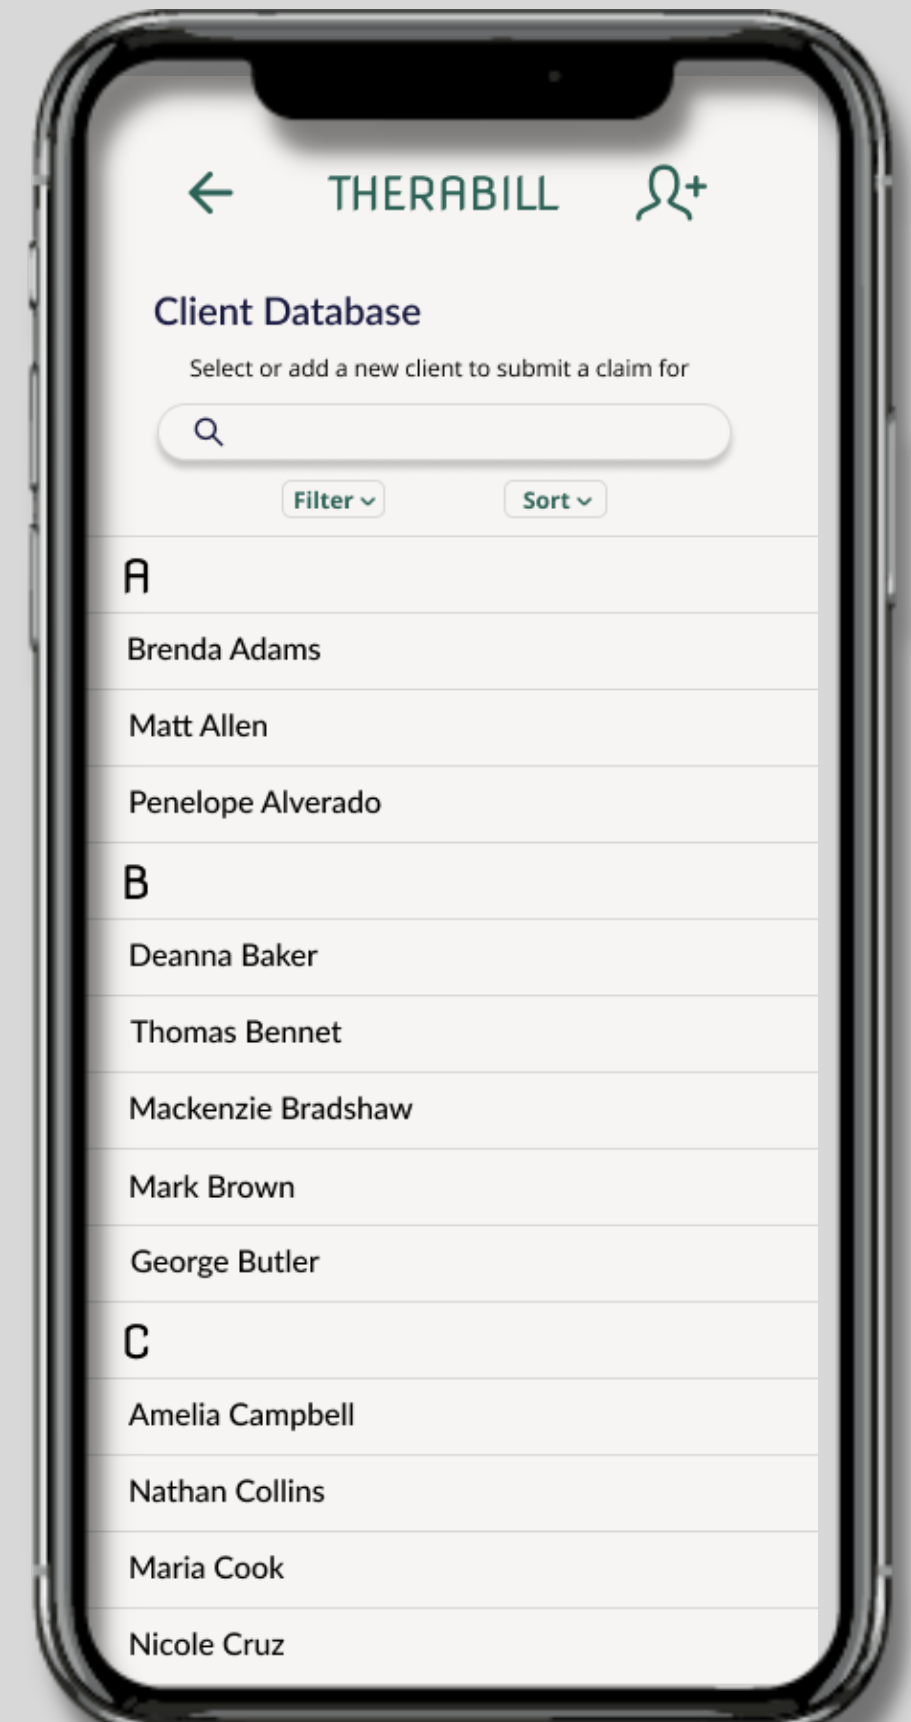 THERABILL
Client Database
Select or add a new client to submit a claim for
Filter Sort
A
Brenda Adams
Matt Allen
Penelope Alverado
B
Deanna Baker
Thomas Bennet
Mackenzie Bradshaw
Mark Brown
George Butler
C
Amelia Campbell
Nathan Collins
Maria Cook
Nicole Cruz